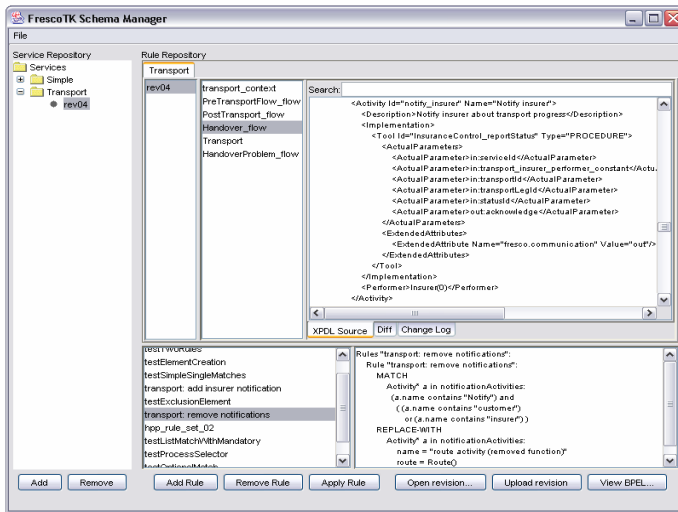 FrescoTK Schema Manager
File
Service Repository
Services
Simple
Transport
rev04
Rule Repository
Transport
rev04
transport_context
PreTransportFlow_flow
PostTransport_flow
Handover_flow
Transport
HandoverProblem_flow
Search:
<Activity Id="notify_insurer" Name="Notify insurer">
<Description>Notify insurer about transport progress</Description>
<Implementation>
<Tool Id="InsuranceControl_reportStatus" Type="PROCEDURE">
<ActualParameters>
<ActualParameter>in:serviceId</ActualParameter>
<ActualParameter>in:transport_insurer_performer_constant</Actu
<ActualParameter>in:transportId</ActualParameter>
<ActualParameter>in:transportLegId</ActualParameter>
<ActualParameter>in:statusId</ActualParameter>
<ActualParameter>out:acknowledge</ActualParameter>
</ActualParameters>
<ExtendedAttributes>
<ExtendedAttribute Name="fresco.communication" Value="out"/>
</ExtendedAttributes>
</Tool>
</Implementation>
<Performer>Insurer(0)</Performer>
</Activity>
XPDL Source Diff Change Log
testTwoRules
testElementCreation
testSimpleSingleMatches
transport: add insurer notification
testExclusionElement
transport: remove notifications
hpp_rule_set_02
testListMatchWithMandatory
testProcessSelector
testOptionalMatch
Rules "transport: remove notifications":
Rule "transport: remove notifications":
MATCH
Activity* a in notificationActivities:
(a.name contains "Notify") and
( (a.name contains "customer")
or (a.name contains "insurer") )
REPLACE-WITH
Activity* a in notificationActivities:
name = "route activity (removed function)"
route = Route()
Add Remove Add Rule Remove Rule Apply Rule Open revision... Upload revision View BPEL...